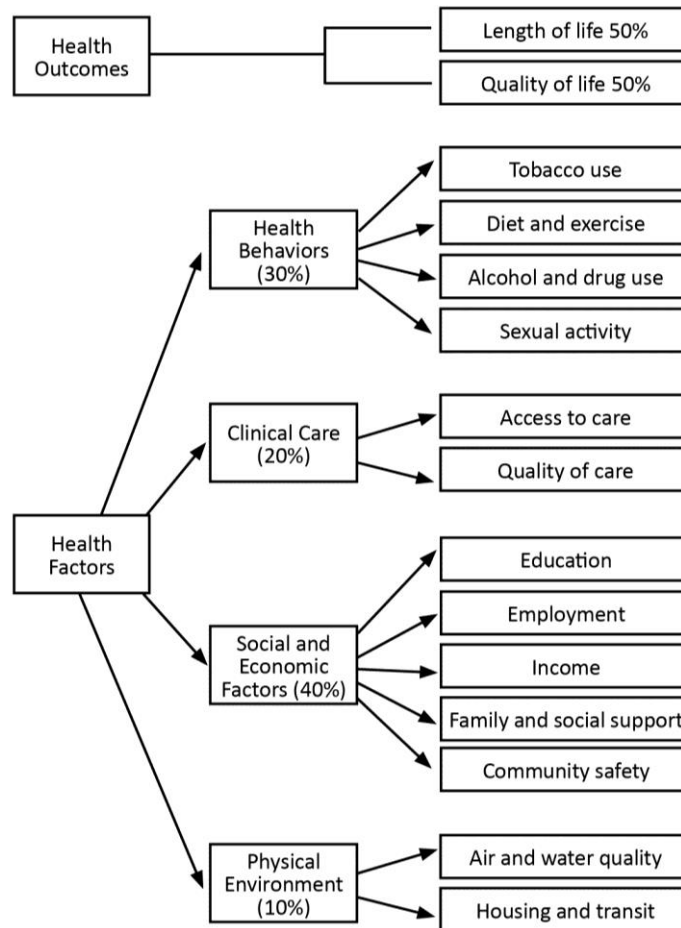 Health
Outcomes
Length of life 50%
Quality of life 50%
Health
Factors
Health
Behaviors
(30%)
Tobacco use
Diet and exercise
Alcohol and drug use
Sexual activity
Clinical Care
(20%)
Access to care
Quality of care
Social and
Economic
Factors (40%)
Education
Employment
Income
Family and social support
Community safety
Physical
Environment
(10%)
Air and water quality
Housing and transit